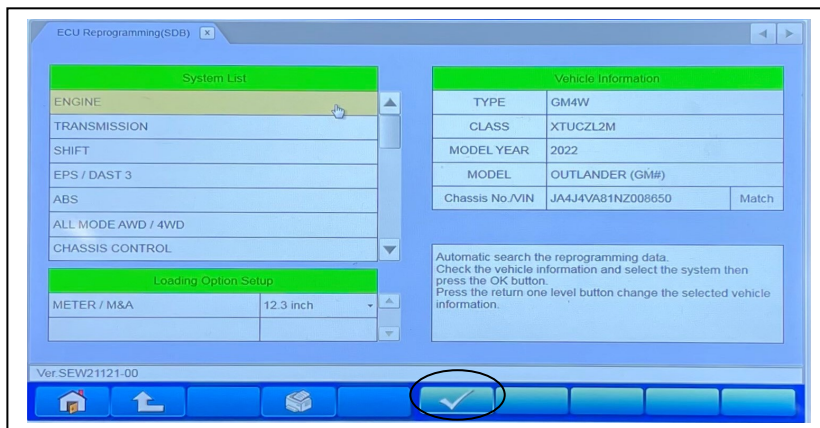 ECU Reprogramming(SDB) x
System List
ENGINE
TRANSMISSION
SHIFT
EPS / DAST 3
ABS
ALL MODE AWD / 4WD
CHASSIS CONTROL
Loading Option Setup
METER / M&A 12.3 inch
Vehicle Information
TYPE GM4W
CLASS XTUCZL2M
MODEL YEAR 2022
MODEL OUTLANDER (GM#)
Chassis No./VIN JA4J4VA81NZ008650 Match
Automatic search the reprogramming data.
Check the vehicle information and select the system then
press the OK button.
Press the return one level button change the selected vehicle
information.
Ver.SEW21121-00